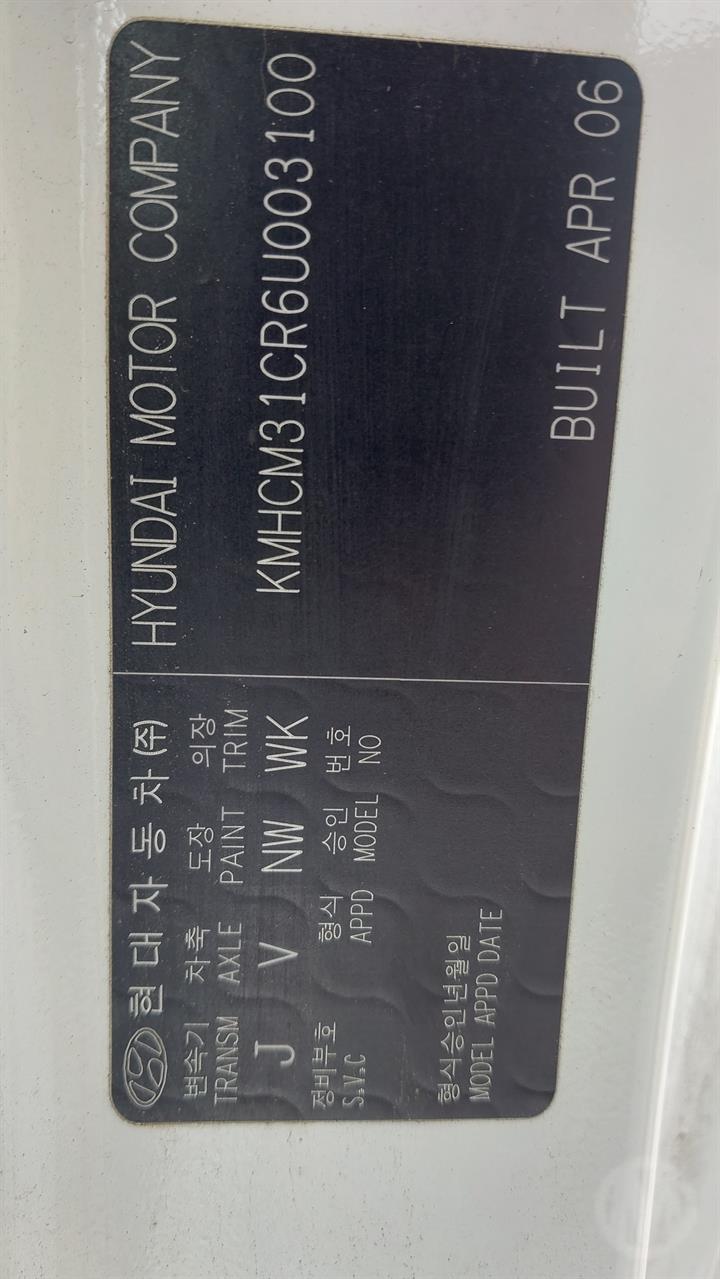 현대자동차(주)
HYUNDAI MOTOR COMPANY
변속기 차축 도장 의장
TRANSM AXLE PAINT TRIM
J V NW WK
KMHCM31CR6U003100
정비부호 형식 승인 번호
S.V.C APPD MODEL NO
형식승인년월일
MODEL APPD DATE
BUILT APR 06